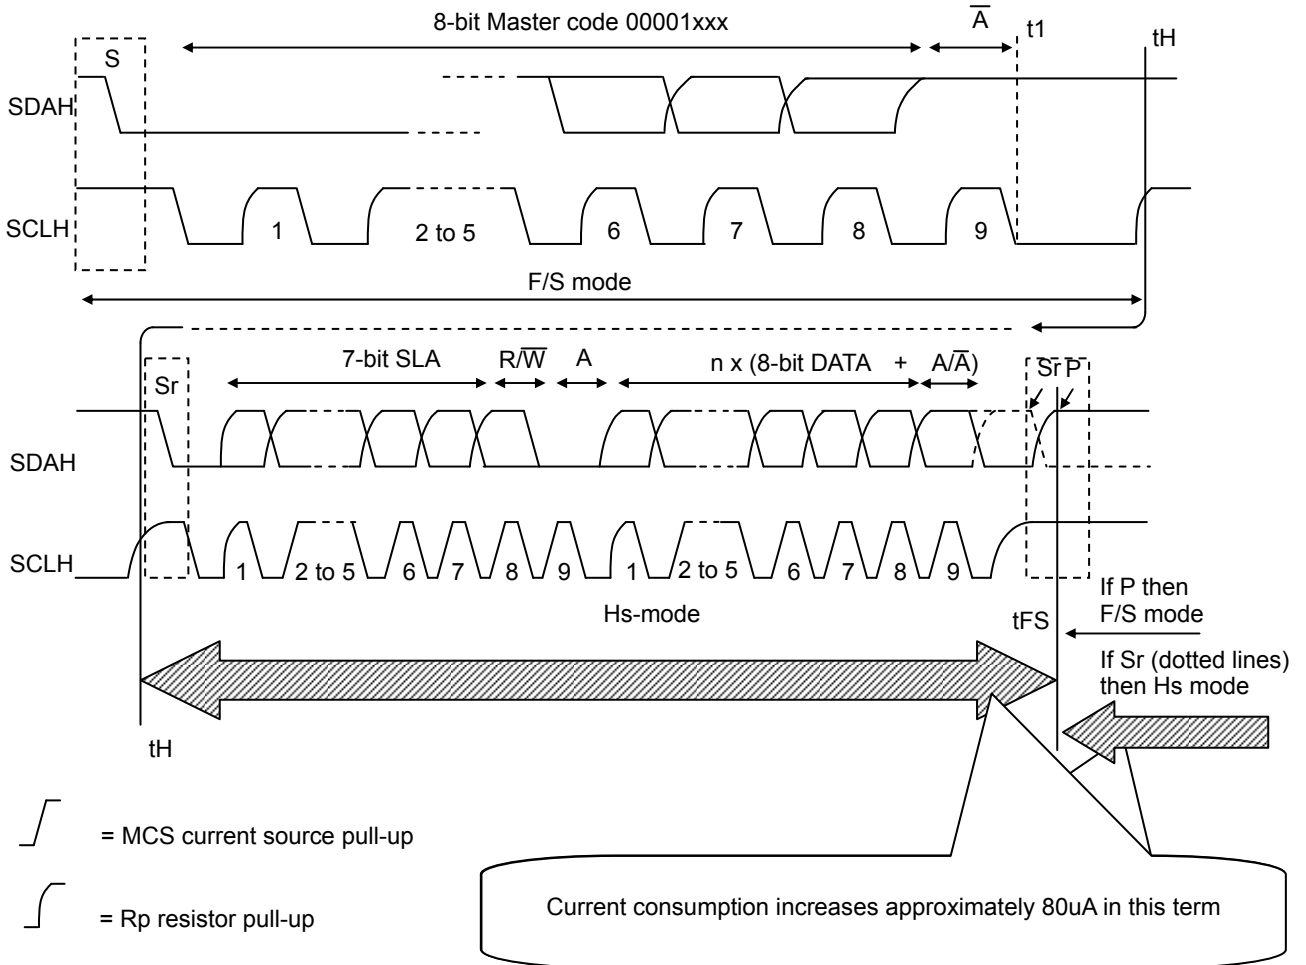 8-bit Master code 00001xxx
A̅
t1
tH
S
SDAH
SCLH
1
2 to 5
6
7
8
9
F/S mode
7-bit SLA
R/W̅
A
n x (8-bit DATA + A/A̅)
Sr P
Sr
SDAH
SCLH
1
2 to 5
6
7
8
9
1
2 to 5
6
7
8
9
Hs-mode
tFS
If P then
F/S mode
If Sr (dotted lines)
then Hs mode
tH
= MCS current source pull-up
= Rp resistor pull-up
Current consumption increases approximately 80uA in this term